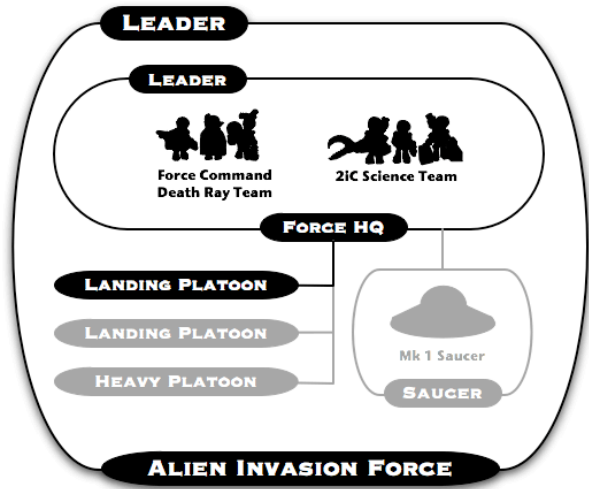 LEADER
LEADER
Force Command
Death Ray Team
2iC Science Team
FORCE HQ
LANDING PLATOON
LANDING PLATOON
HEAVY PLATOON
Mk 1 Saucer
SAUCER
ALIEN INVASION FORCE